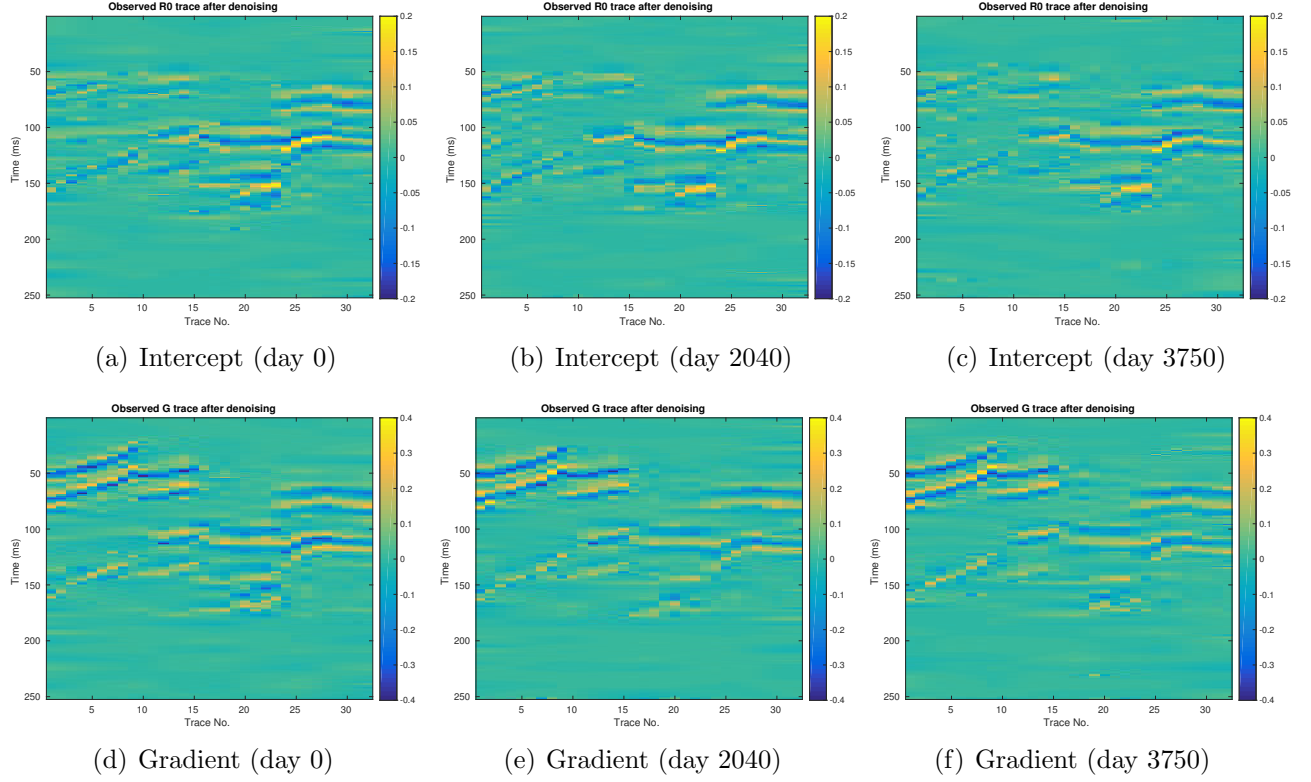 Observed R0 trace after denoising
0.2
0.15
0.1
0.05
0
-0.05
-0.1
-0.15
-0.2
50
100
150
200
250
Time (ms)
5 10 15 20 25 30
Trace No.
(a) Intercept (day 0)
Observed R0 trace after denoising
0.2
0.15
0.1
0.05
0
-0.05
-0.1
-0.15
-0.2
50
100
150
200
250
Time (ms)
5 10 15 20 25 30
Trace No.
(b) Intercept (day 2040)
Observed R0 trace after denoising
0.2
0.15
0.1
0.05
0
-0.05
-0.1
-0.15
-0.2
50
100
150
200
250
Time (ms)
5 10 15 20 25 30
Trace No.
(c) Intercept (day 3750)
Observed G trace after denoising
0.4
0.3
0.2
0.1
0
-0.1
-0.2
-0.3
-0.4
50
100
150
200
250
Time (ms)
5 10 15 20 25 30
Trace No.
(d) Gradient (day 0)
Observed G trace after denoising
0.4
0.3
0.2
0.1
0
-0.1
-0.2
-0.3
-0.4
50
100
150
200
250
Time (ms)
5 10 15 20 25 30
Trace No.
(e) Gradient (day 2040)
Observed G trace after denoising
0.4
0.3
0.2
0.1
0
-0.1
-0.2
-0.3
-0.4
50
100
150
200
250
Time (ms)
5 10 15 20 25 30
Trace No.
(f) Gradient (day 3750)